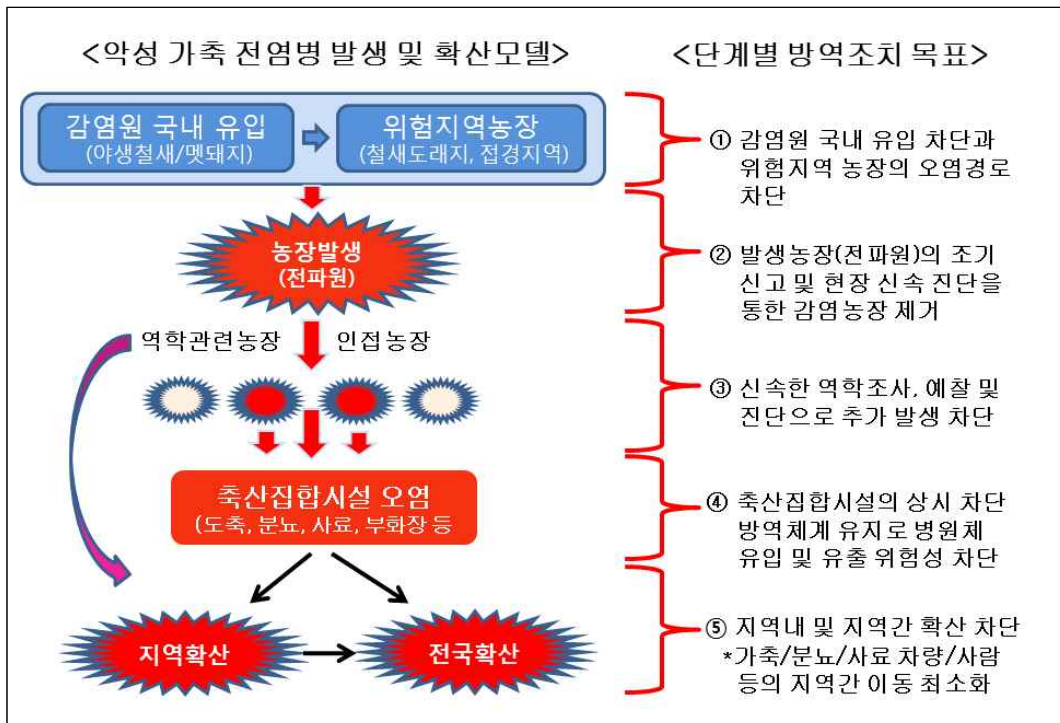 <악성 가축 전염병 발생 및 확산모델>
<단계별 방역조치 목표>
감염원 국내 유입
(야생철새/멧돼지)
위험지역농장
(철새도래지, 접경지역)
① 감염원 국내 유입 차단과
위험지역 농장의 오염경로
차단
농장발생
(전파원)
② 발생농장(전파원)의 조기
신고 및 현장 신속 진단을
통한 감염농장 제거
역학관련농장
인접농장
③ 신속한 역학조사, 예찰 및
진단으로 추가 발생 차단
축산집합시설 오염
(도축, 분뇨, 사료, 부화장 등
④ 축산집합시설의 상시 차단
방역체계 유지로 병원체
유입 및 유출 위험성 차단
지역확산
전국확산
⑤ 지역내 및 지역간 확산 차단
*가축/분뇨/사료 차량/사람
등의 지역간 이동 최소화